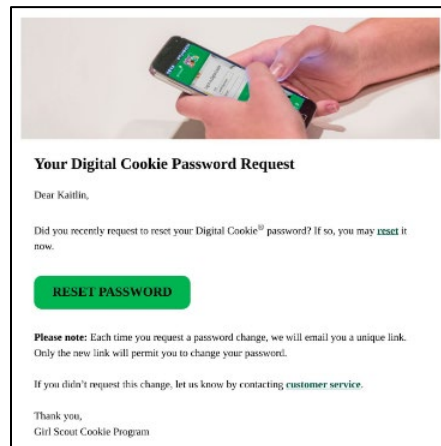 Your Digital Cookie Password Request
Dear Kaitlin,
Did you recently request to reset your Digital Cookie® password? If so, you may reset it
now.
RESET PASSWORD
Please note: Each time you request a password change, we will email you a unique link.
Only the new link will permit you to change your password.
If you didn't request this change, let us know by contacting customer service.
Thank you,
Girl Scout Cookie Program